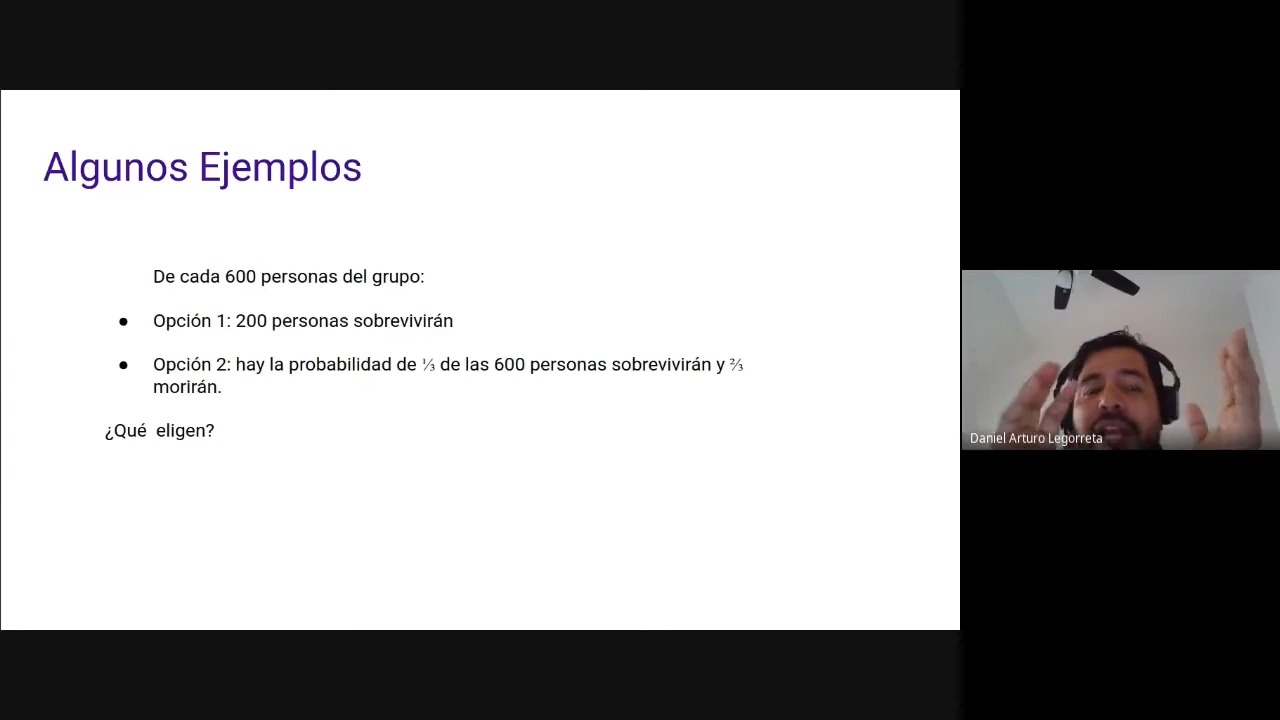 Algunos Ejemplos
De cada 600 personas del grupo:
● Opción 1: 200 personas sobrevivirán
● Opción 2: hay la probabilidad de ⅓ de las 600 personas sobrevivirán y ⅔
morirán.
¿Qué  eligen?
Daniel Arturo Legorreta